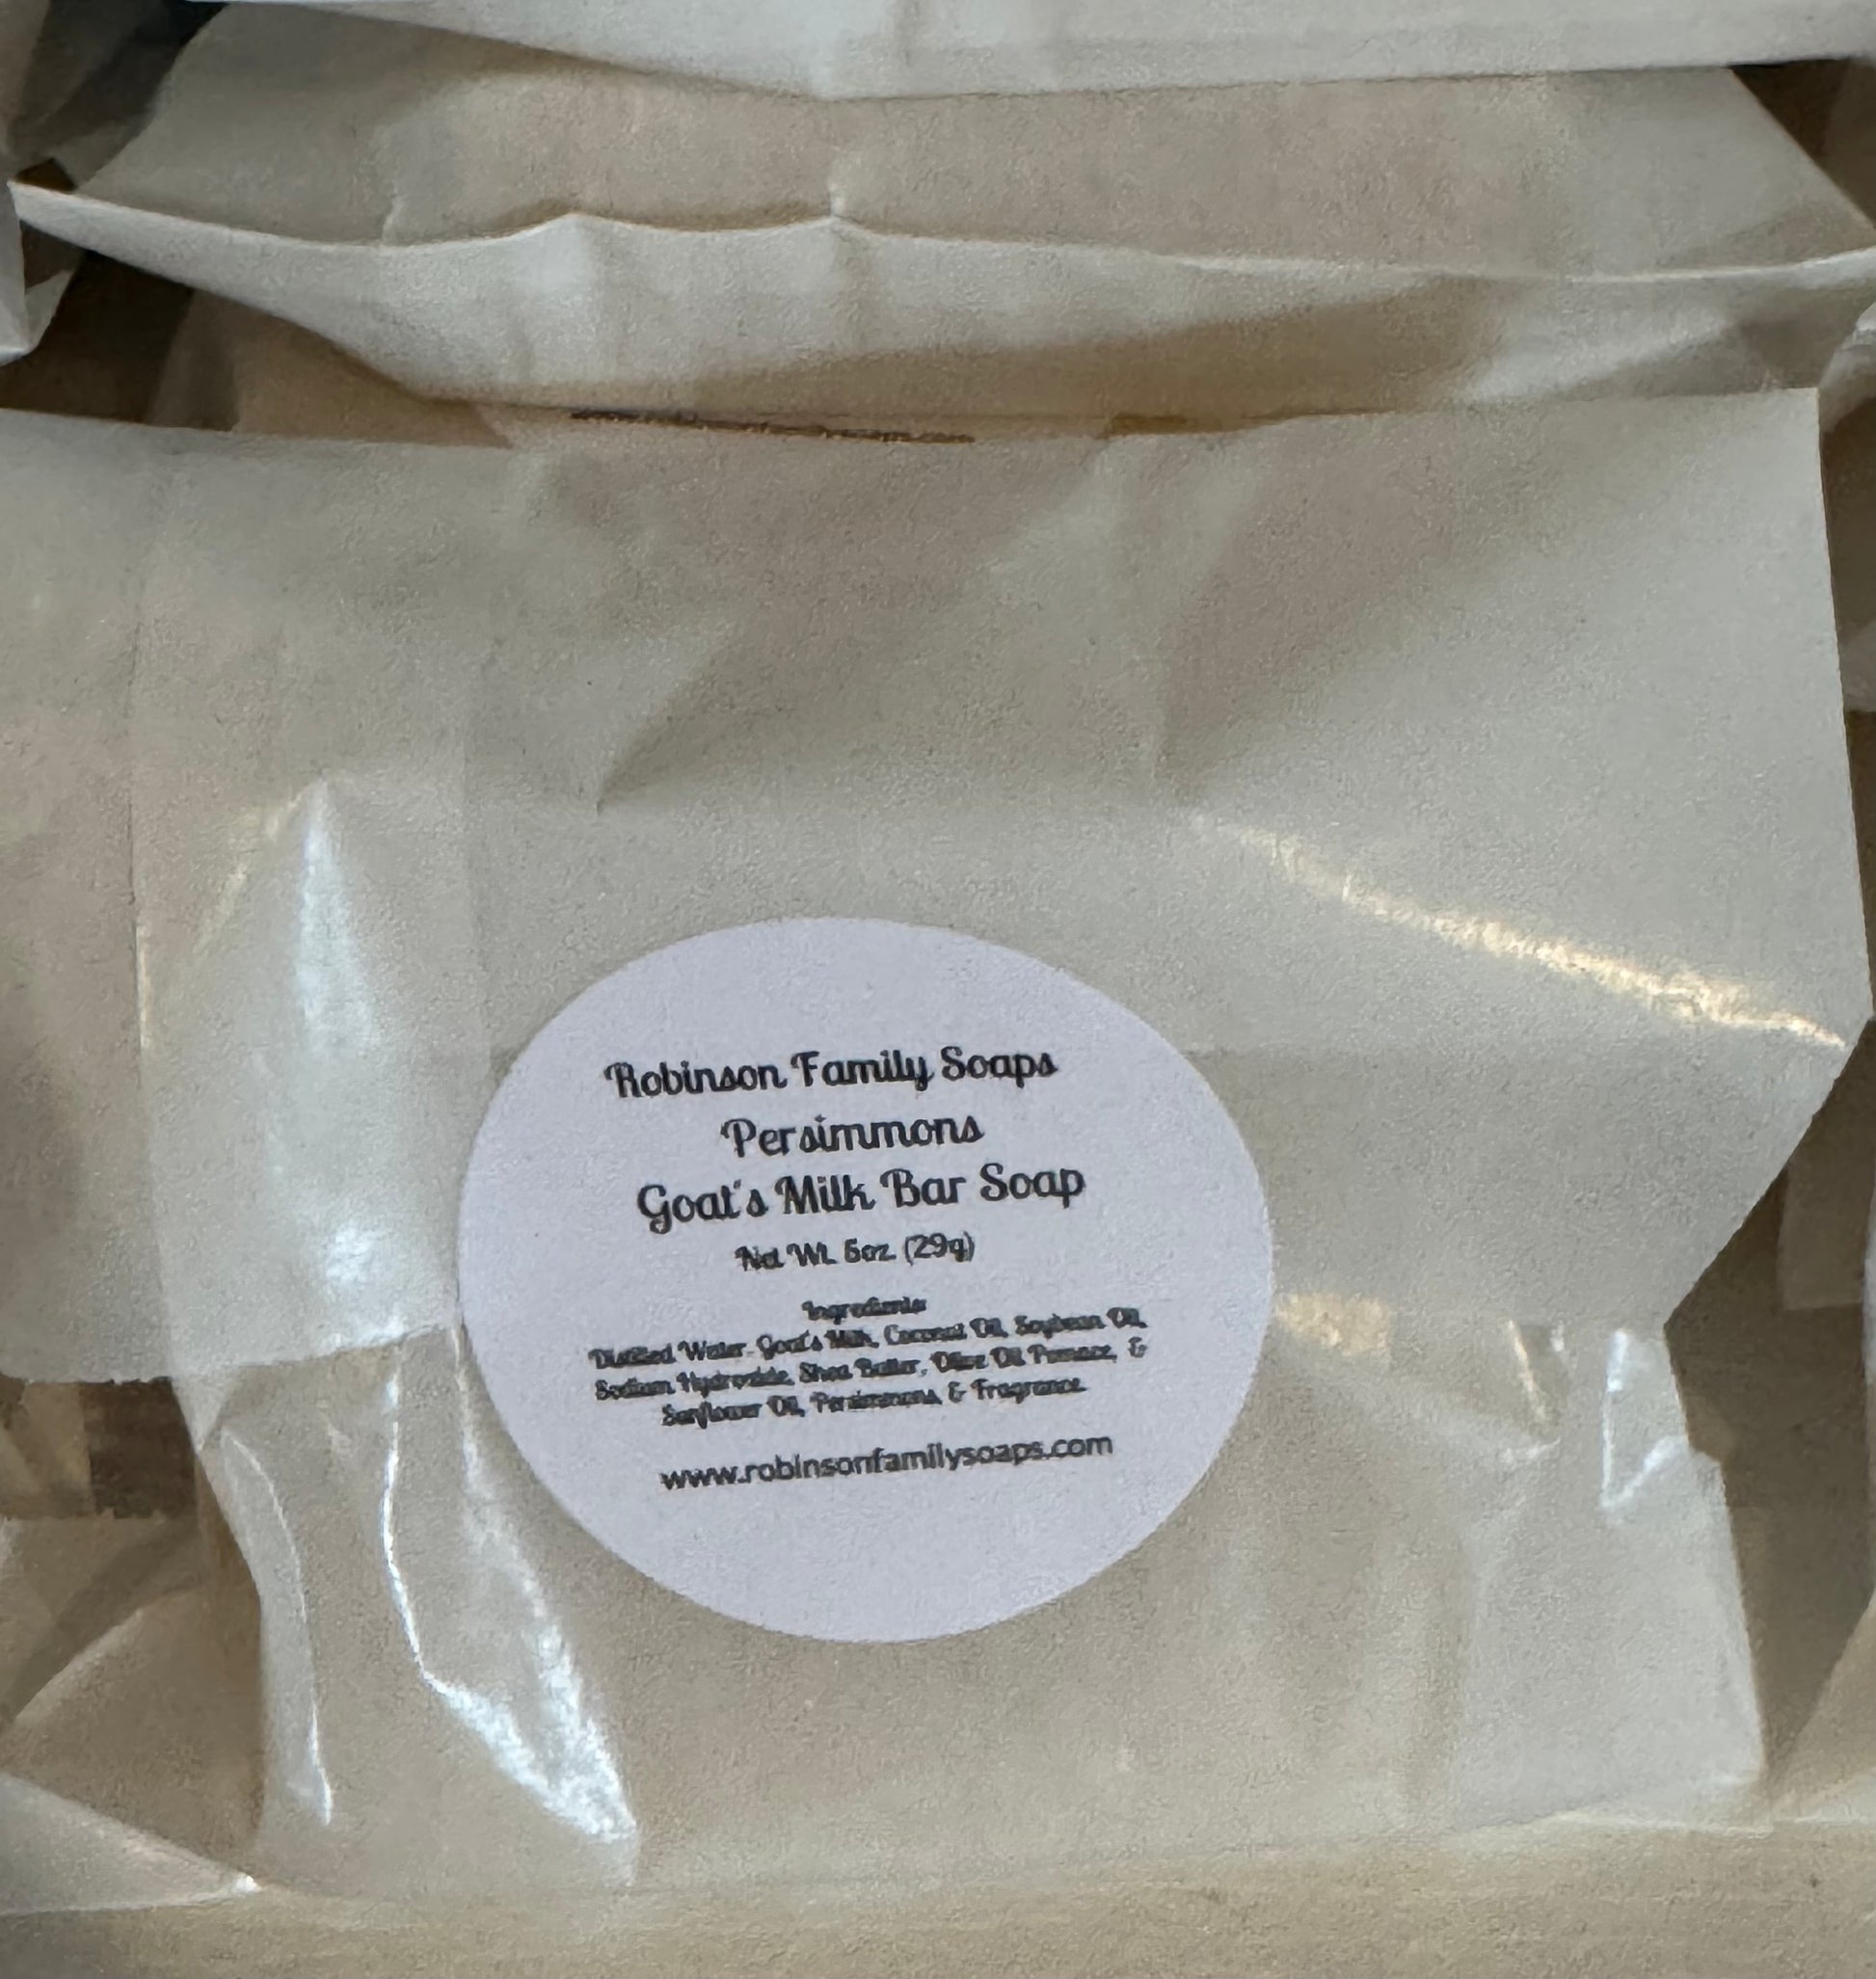 Robinson Family Soaps
Persimmons
Goat's Milk Bar Soap
Net Wt. 5oz. (29g)
Ingredients:
Distilled Water, Goat's Milk, Coconut Oil, Soybean Oil,
Sodium Hydroxide, Shea Butter, Olive Oil Pomace, &
Sunflower Oil, Persimmons, & Fragrance
www.robinsonfamilysoaps.com